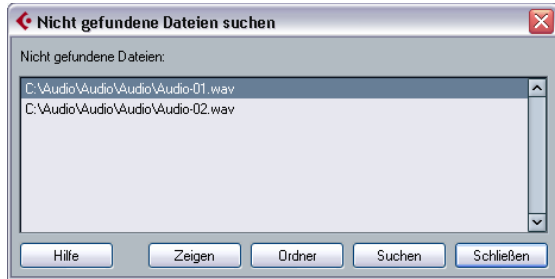 Nicht gefundene Dateien suchen
Nicht gefundene Dateien:
C:\Audio\Audio\Audio\Audio-01.wav
C:\Audio\Audio\Audio\Audio-02.wav
Hilfe Zeigen Ordner Suchen Schließen